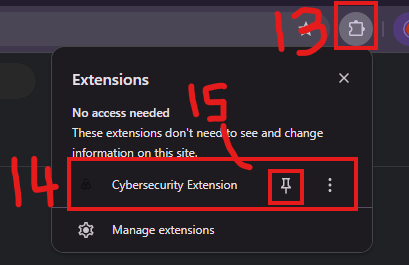 13
Extensions
15
No access needed
These extensions don't need to see and change
information on this site.
14
Cybersecurity Extension
Manage extensions